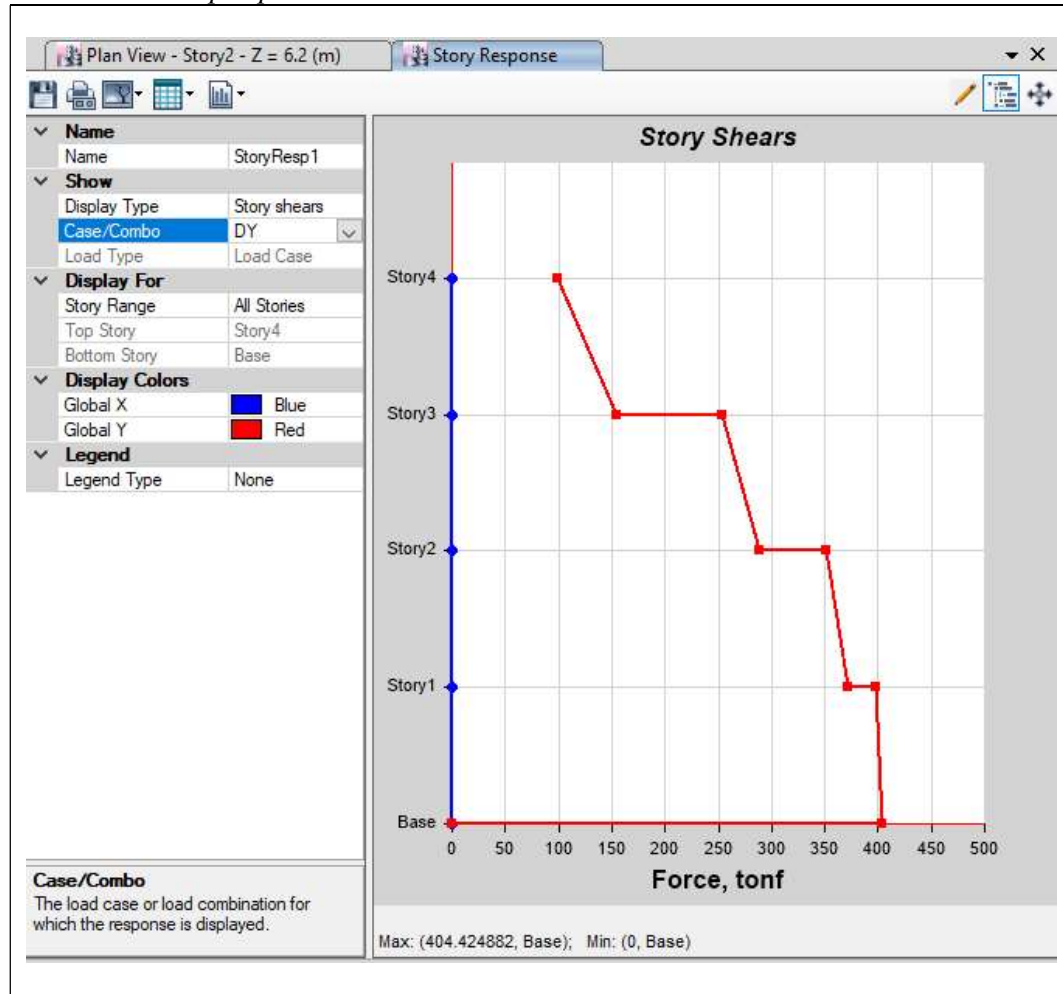 Plan View - Story2 - Z = 6.2 (m)
Story Response
Name
Name StoryResp1
Show
Display Type Story shears
Case/Combo DY
Load Type Load Case
Display For
Story Range All Stories
Top Story Story4
Bottom Story Base
Display Colors
Global X Blue
Global Y Red
Legend
Legend Type None
Case/Combo
The load case or load combination for
which the response is displayed.
Story Shears
Story4
Story3
Story2
Story1
Base
0 50 100 150 200 250 300 350 400 450 500
Force, tonf
Max: (404.424882, Base); Min: (0, Base)